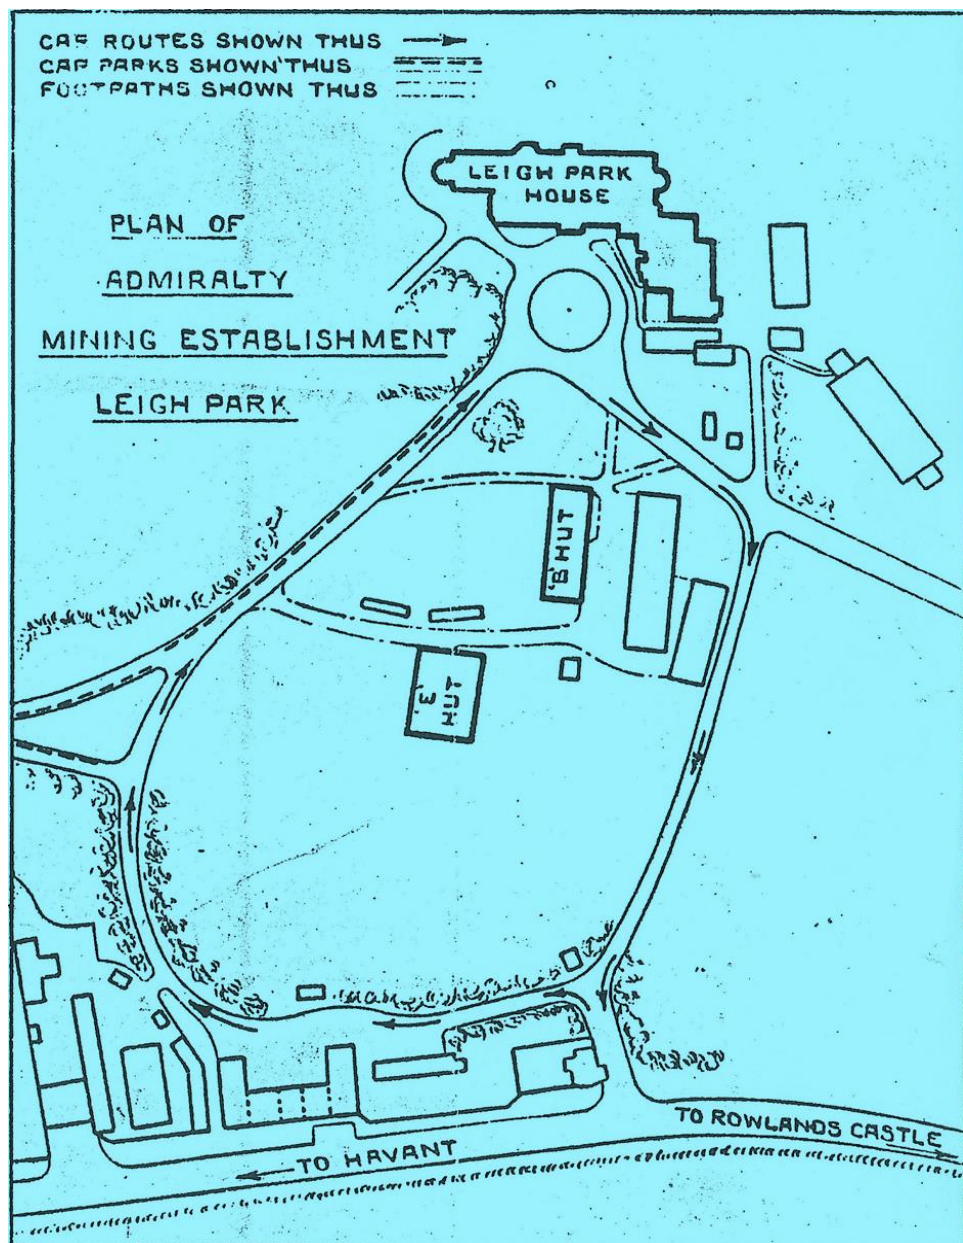 CAR ROUTES SHOWN THUS
CAR PARKS SHOWN THUS
FOOTPATHS SHOWN THUS
LEIGH PARK
HOUSE
PLAN OF
ADMIRALTY
MINING ESTABLISHMENT
LEIGH PARK
'B' HUT
'E'
HUT
TO ROWLANDS CASTLE
TO HAVANT